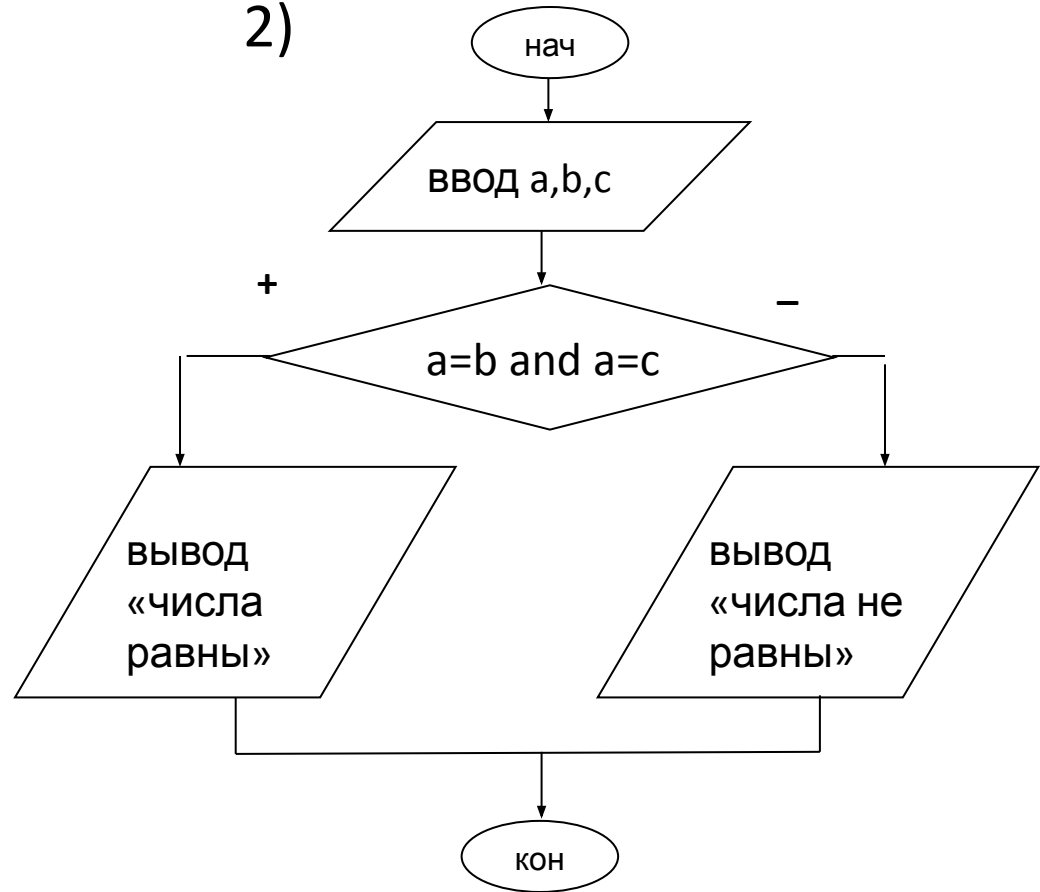 2)
нач
ввод a,b,c
+
–
a=b and a=c
вывод
«числа
равны»
вывод
«числа не
равны»
кон